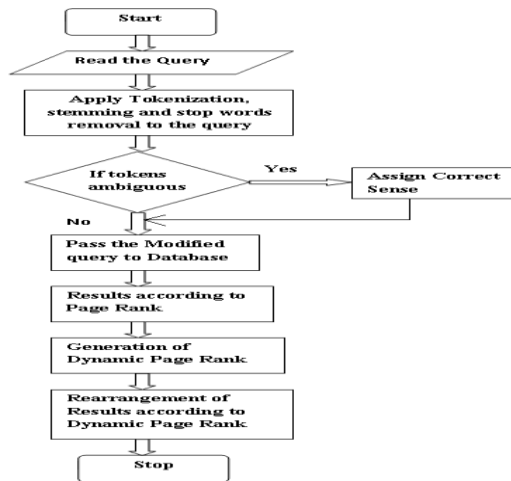 Start
Read the Query
Apply Tokenization,
stemming and stop words
removal to the query
If tokens
ambiguous
Yes
Assign Correct
Sense
No
Pass the Modified
query to Database
Results according to
Page Rank
Generation of
Dynamic Page Rank
Rearrangement of
Results according to
Dynamic Page Rank
Stop